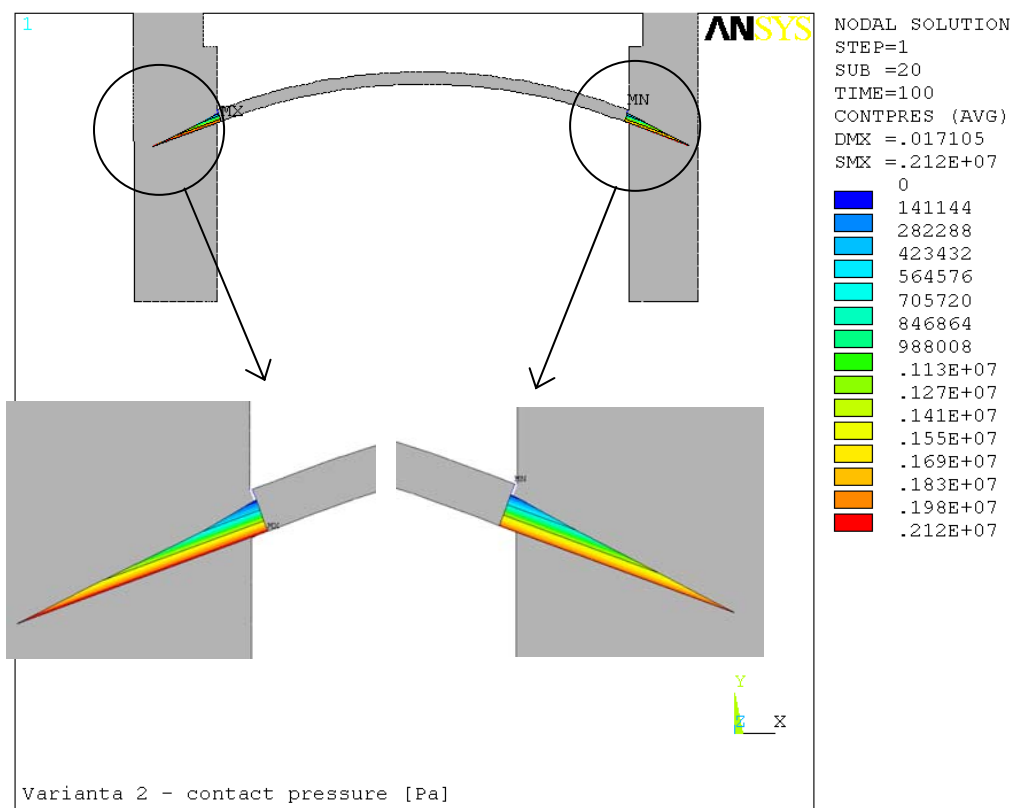 1
ANSYS
NODAL SOLUTION
STEP=1
SUB =20
TIME=100
CONTPRES (AVG)
DMX =.017105
SMX =.212E+07
0
141144
282288
423432
564576
705720
846864
988008
.113E+07
.127E+07
.141E+07
.155E+07
.169E+07
.183E+07
.198E+07
.212E+07
MX
MN
MX
MN
Y
Z
X
Varianta 2 - contact pressure [Pa]